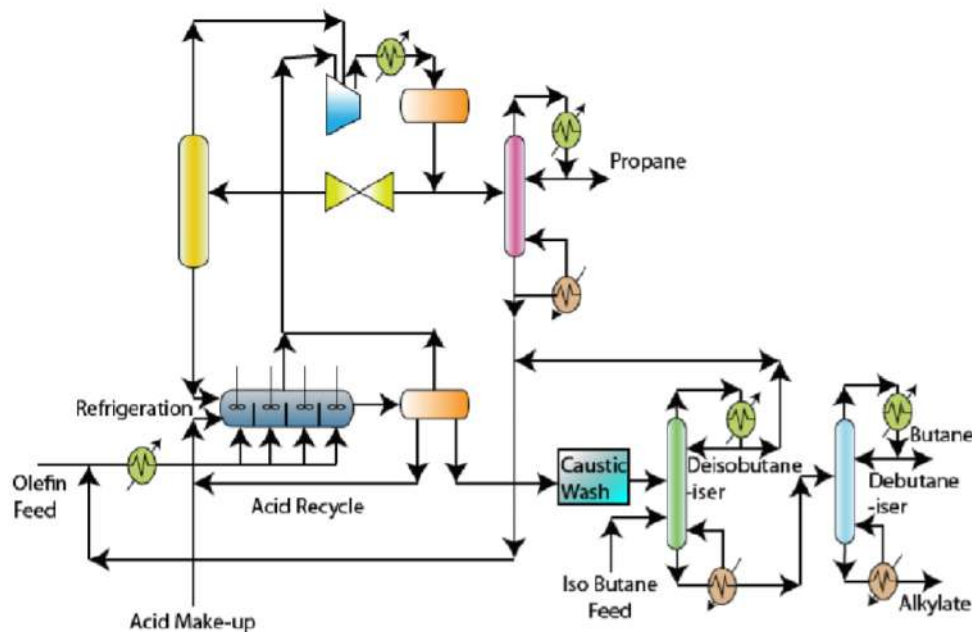 Propane
Refrigeration
Olefin
Feed
Acid Recycle
Caustic
Wash
Deisobutane
-iser
Butane
Debutane
-iser
Iso Butane
Feed
Alkylate
Acid Make-up